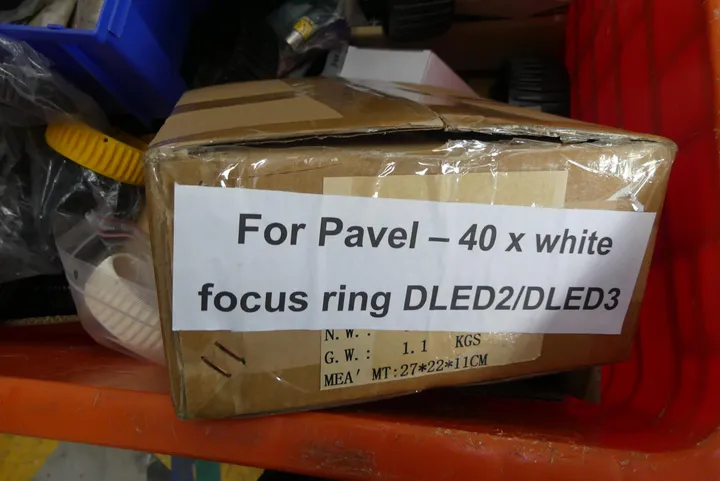 For Pavel – 40 x white
focus ring DLED2/DLED3
N.W.:
G.W.: 1.1 KGS
MEA' MT:27*22*11CM